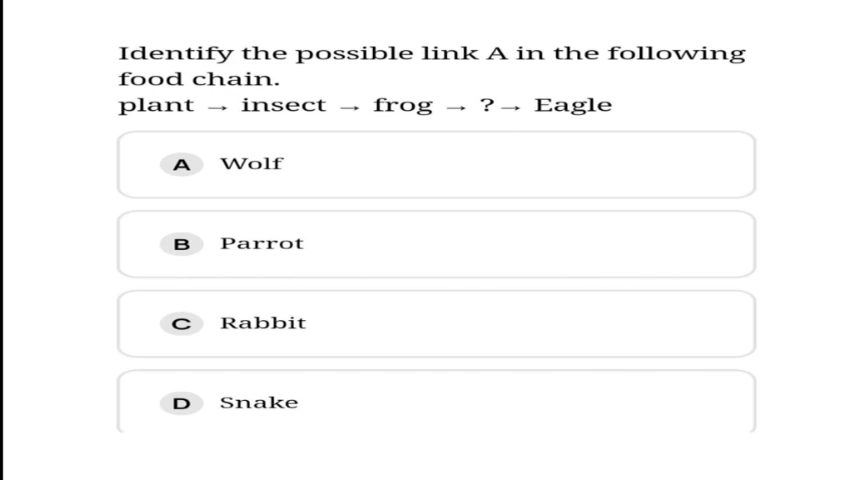 Identify the possible link A in the following
food chain.
plant → insect → frog → ?→ Eagle
A Wolf
B Parrot
C Rabbit
D Snake